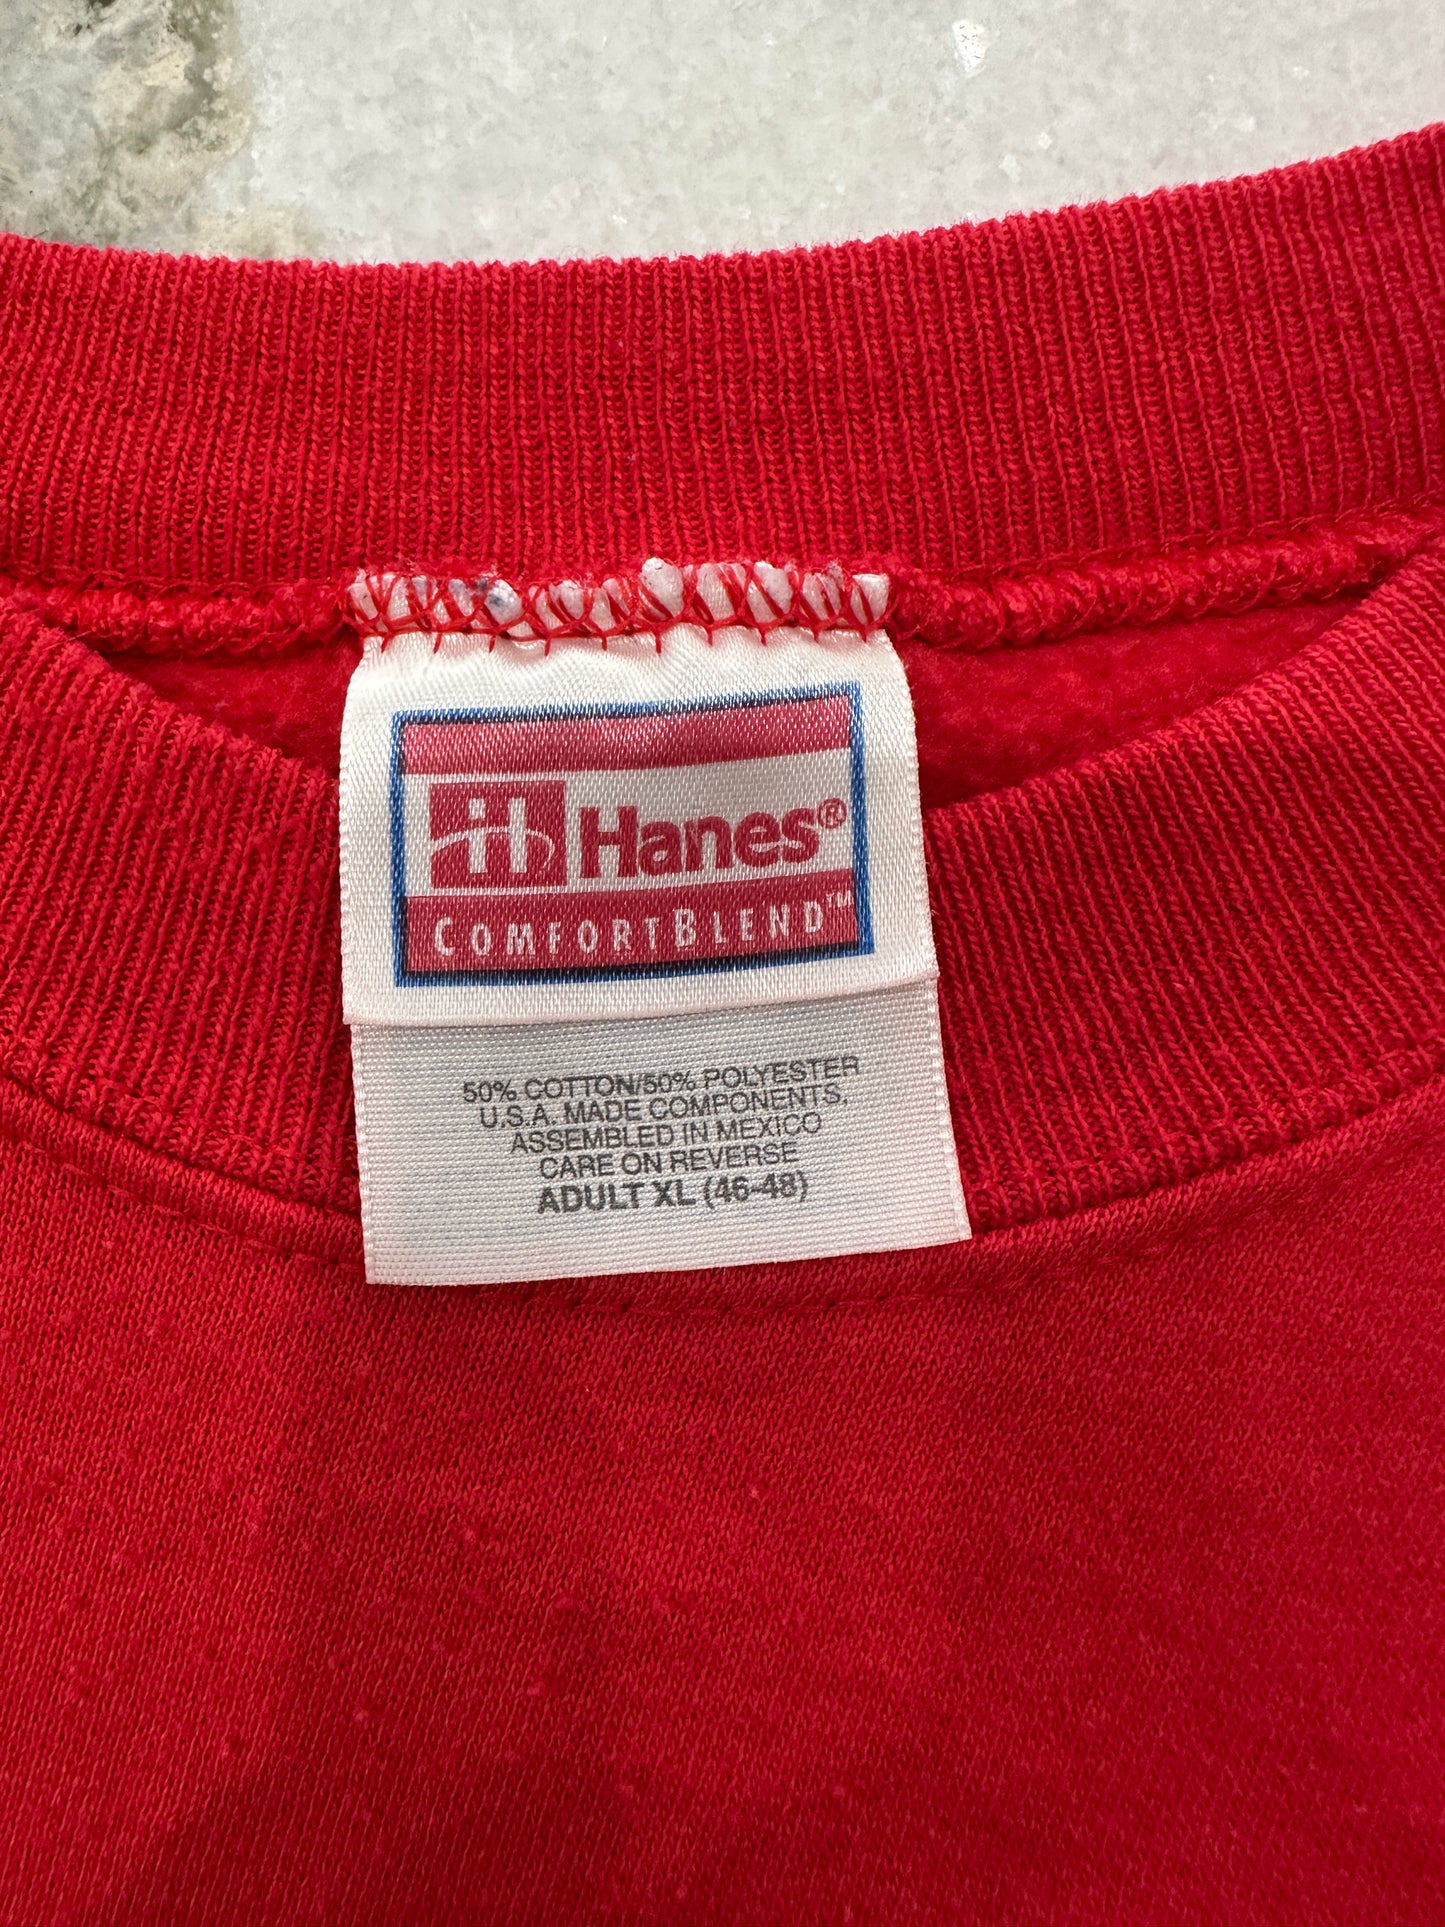 Hanes®
COMFORTBLEND™
50% COTTON/50% POLYESTER
U.S.A. MADE COMPONENTS,
ASSEMBLED IN MEXICO
CARE ON REVERSE
ADULT XL (46-48)